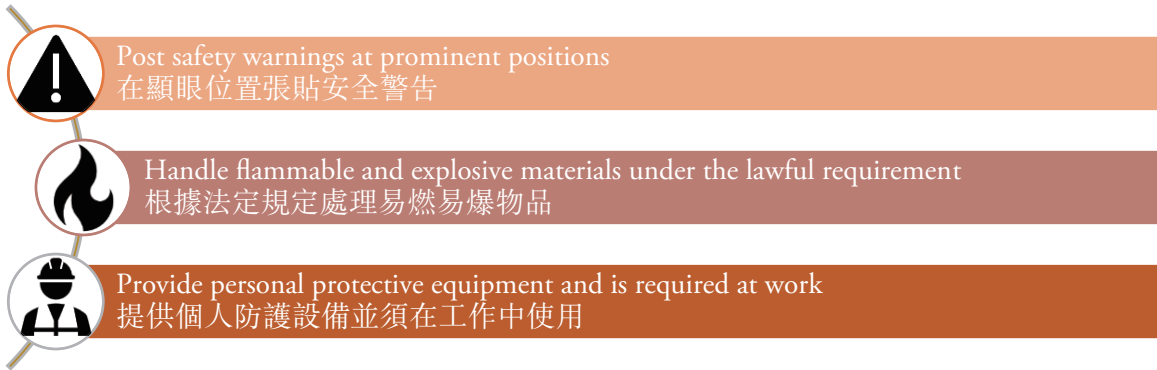 Post safety warnings at prominent positions
在顯眼位置張貼安全警告
Handle flammable and explosive materials under the lawful requirement
根據法定規定處理易燃易爆物品
Provide personal protective equipment and is required at work
提供個人防護設備並須在工作中使用